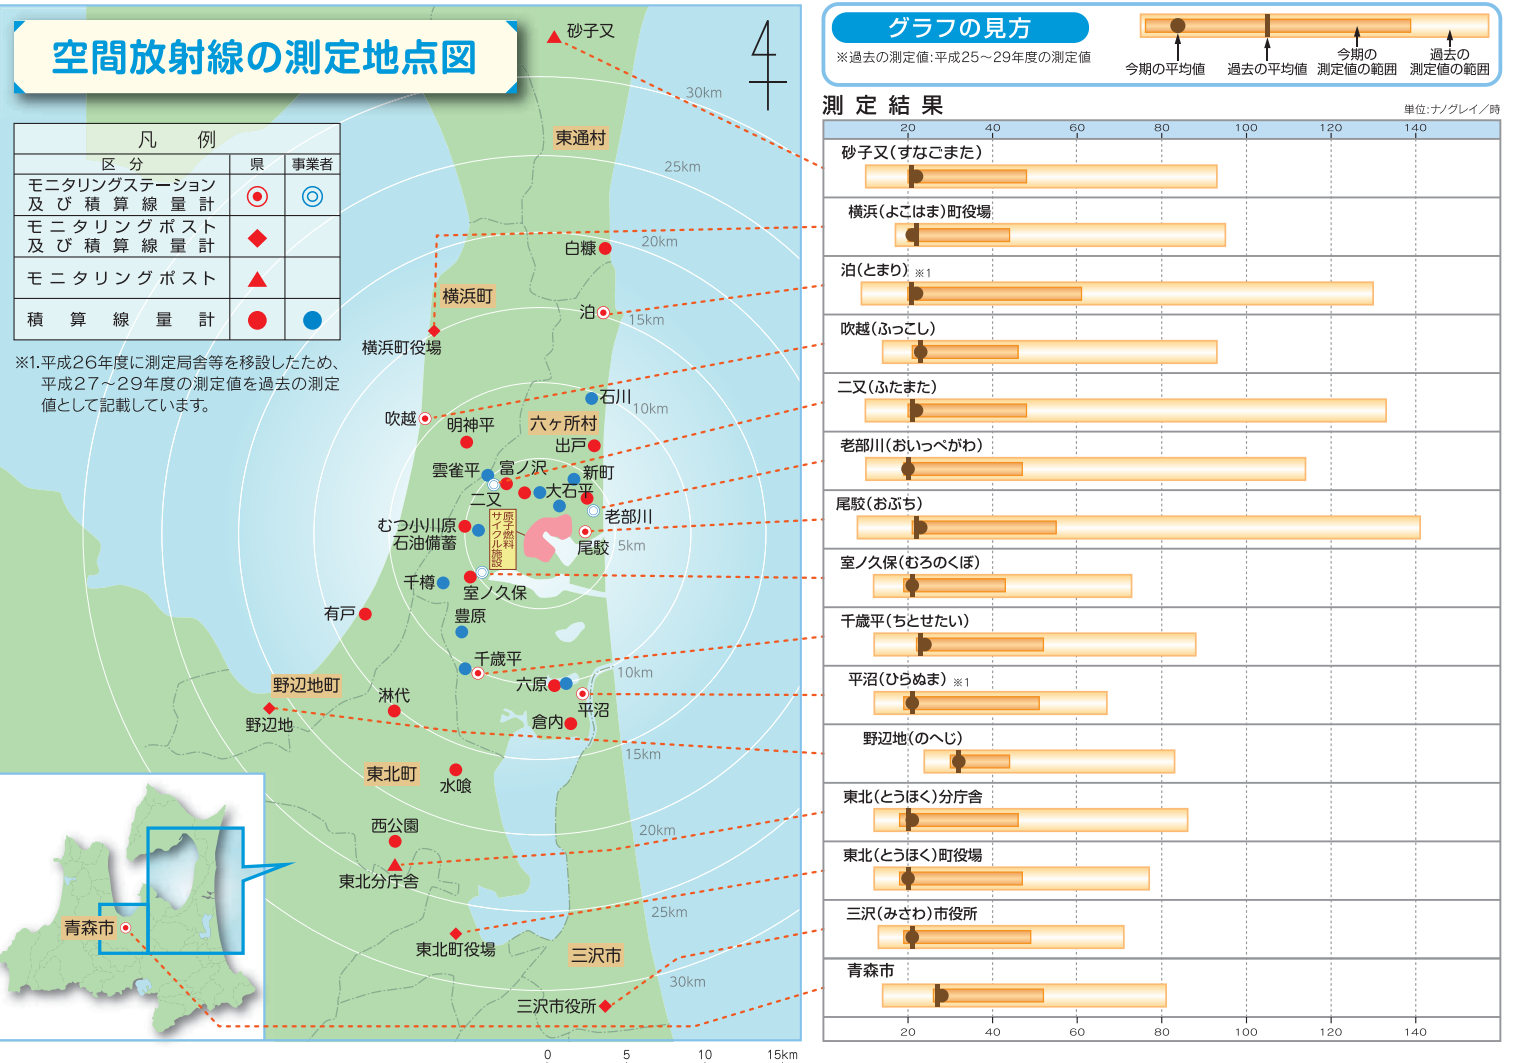 空間放射線の測定地点図
凡 例
区 分 県 事業者
モニタリングステーション
及び積算線量計
モニタリングポスト
及び積算線量計
モニタリングポスト
積算線量計
※1.平成26年度に測定局舎等を移設したため、
平成27～29年度の測定値を過去の測定
値として記載しています。
砂子又
30km
東通村
25km
20km
白糠
横浜町
泊
15km
横浜町役場
石川
10km
吹越
明神平
六ヶ所村
出戸
雲雀平
富ノ沢
新町
二又
大石平
老部川
むつ小川原
石油備蓄
原子燃料
サイクル施設
尾駮
5km
千樽
室ノ久保
有戸
豊原
千歳平
10km
六原
野辺地町
淋代
平沼
野辺地
倉内
15km
東北町
水喰
西公園
20km
東北分庁舎
25km
青森市
東北町役場
三沢市
30km
三沢市役所
0 5 10 15km
グラフの見方
※過去の測定値:平成25～29年度の測定値
今期の平均値
過去の平均値
今期の
測定値の範囲
過去の
測定値の範囲
測定結果
単位:ナノグレイ／時
20 40 60 80 100 120 140
砂子又(すなごまた)
横浜(よこはま)町役場
泊(とまり) ※1
吹越(ふっこし)
二又(ふたまた)
老部川(おいっぺがわ)
尾駮(おぶち)
室ノ久保(むろのくぼ)
千歳平(ちとせたい)
平沼(ひらぬま) ※1
野辺地(のへじ)
東北(とうほく)分庁舎
東北(とうほく)町役場
三沢(みさわ)市役所
青森市
20 40 60 80 100 120 140